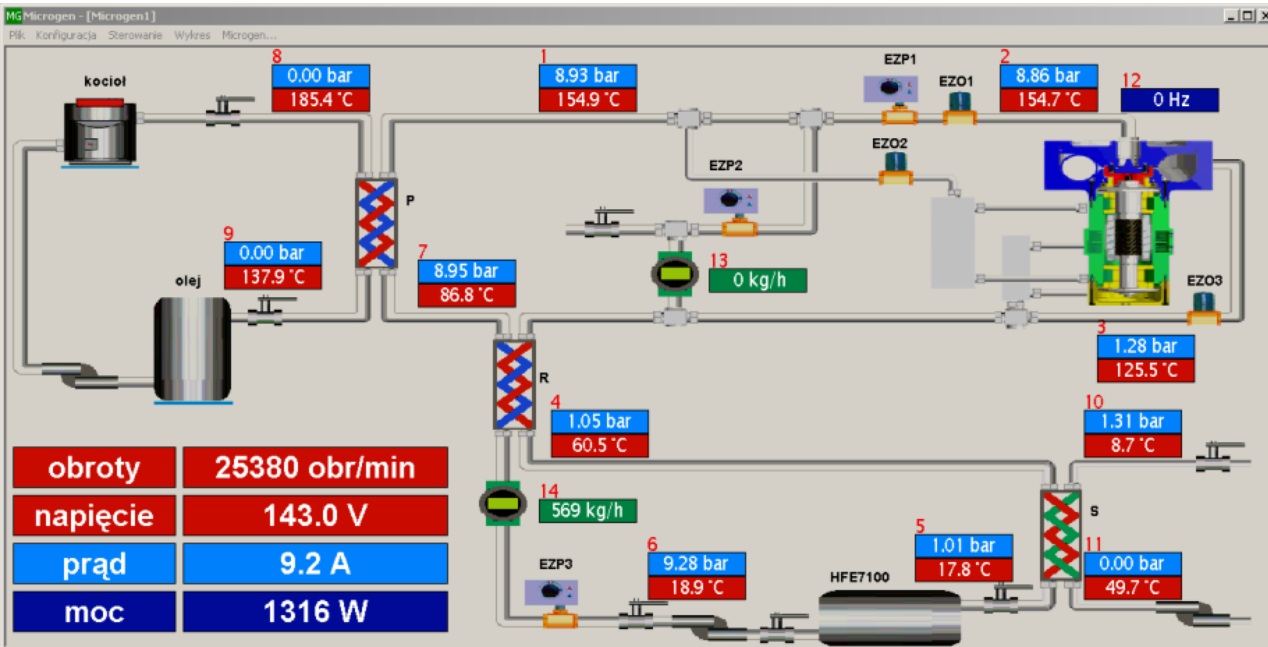 MG Microgen - [Microgen1]
Plik Konfiguracja Sterowanie Wykres Microgen...
kocioł
8
0.00 bar
185.4 °C
1
8.93 bar
154.9 °C
EZP1
EZO1
2
8.86 bar
154.7 °C
12
0 Hz
EZO2
EZP2
P
9
0.00 bar
137.9 °C
olej
7
8.95 bar
86.8 °C
13
0 kg/h
EZO3
3
1.28 bar
125.5 °C
R
4
1.05 bar
60.5 °C
10
1.31 bar
8.7 °C
obroty 25380 obr/min
napięcie 143.0 V
prąd 9.2 A
moc 1316 W
14
569 kg/h
S
EZP3
6
9.28 bar
18.9 °C
HFE7100
5
1.01 bar
17.8 °C
11
0.00 bar
49.7 °C